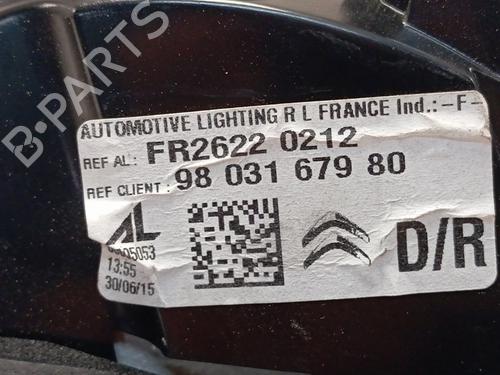 AUTOMOTIVE LIGHTING R L FRANCE Ind.:-F-
REF AL: FR2622 0212
REF CLIENT: 98 031 679 80
AL
13:55
30/06/15
D/R
B-PARTS